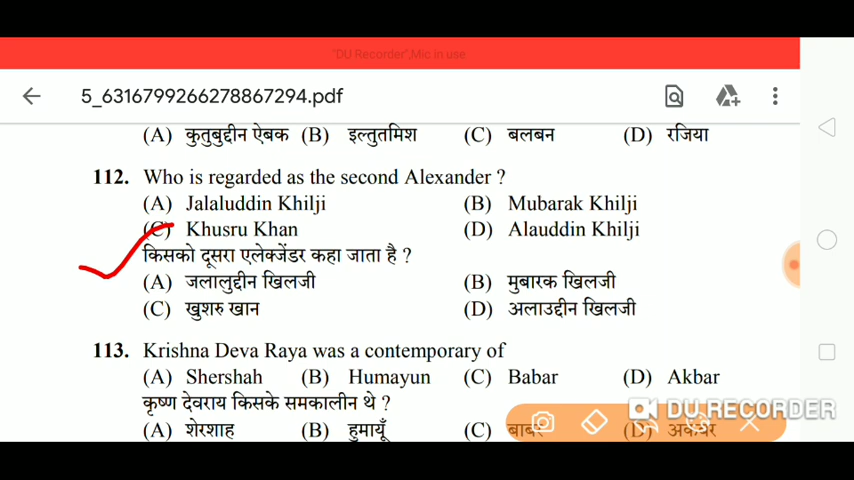 "DU Recorder",Mic in use
5_6316799266278867294.pdf
(A) कुतुबुद्दीन ऐबक (B) इल्तुतमिश (C) बलबन (D) रजिया
112. Who is regarded as the second Alexander ?
(A) Jalaluddin Khilji (B) Mubarak Khilji
(C) Khusru Khan (D) Alauddin Khilji
किसको दूसरा एलेक्जेंडर कहा जाता है ?
(A) जलालुद्दीन खिलजी (B) मुबारक खिलजी
(C) खुशरु खान (D) अलाउद्दीन खिलजी
113. Krishna Deva Raya was a contemporary of
(A) Shershah (B) Humayun (C) Babar (D) Akbar
कृष्ण देवराय किसके समकालीन थे ?
DU RECORDER
(A) शेरशाह (B) हुमायूँ (C) बाबर (D) अकबर